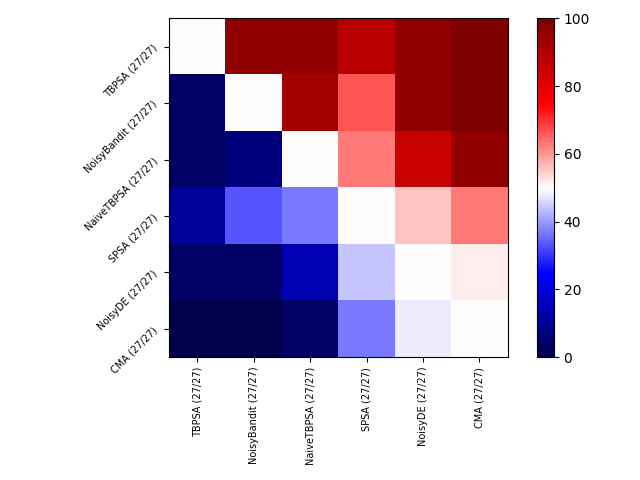 TBPSA (27/27)
NoisyBandit (27/27)
NaiveTBPSA (27/27)
SPSA (27/27)
NoisyDE (27/27)
CMA (27/27)
TBPSA (27/27)
NoisyBandit (27/27)
NaiveTBPSA (27/27)
SPSA (27/27)
NoisyDE (27/27)
CMA (27/27)
100
80
60
40
20
0